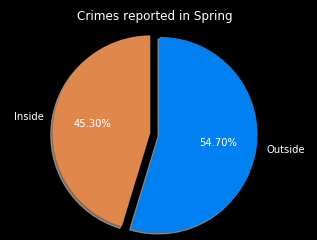 Crimes reported in Spring
Inside
45.30%
54.70%
Outside